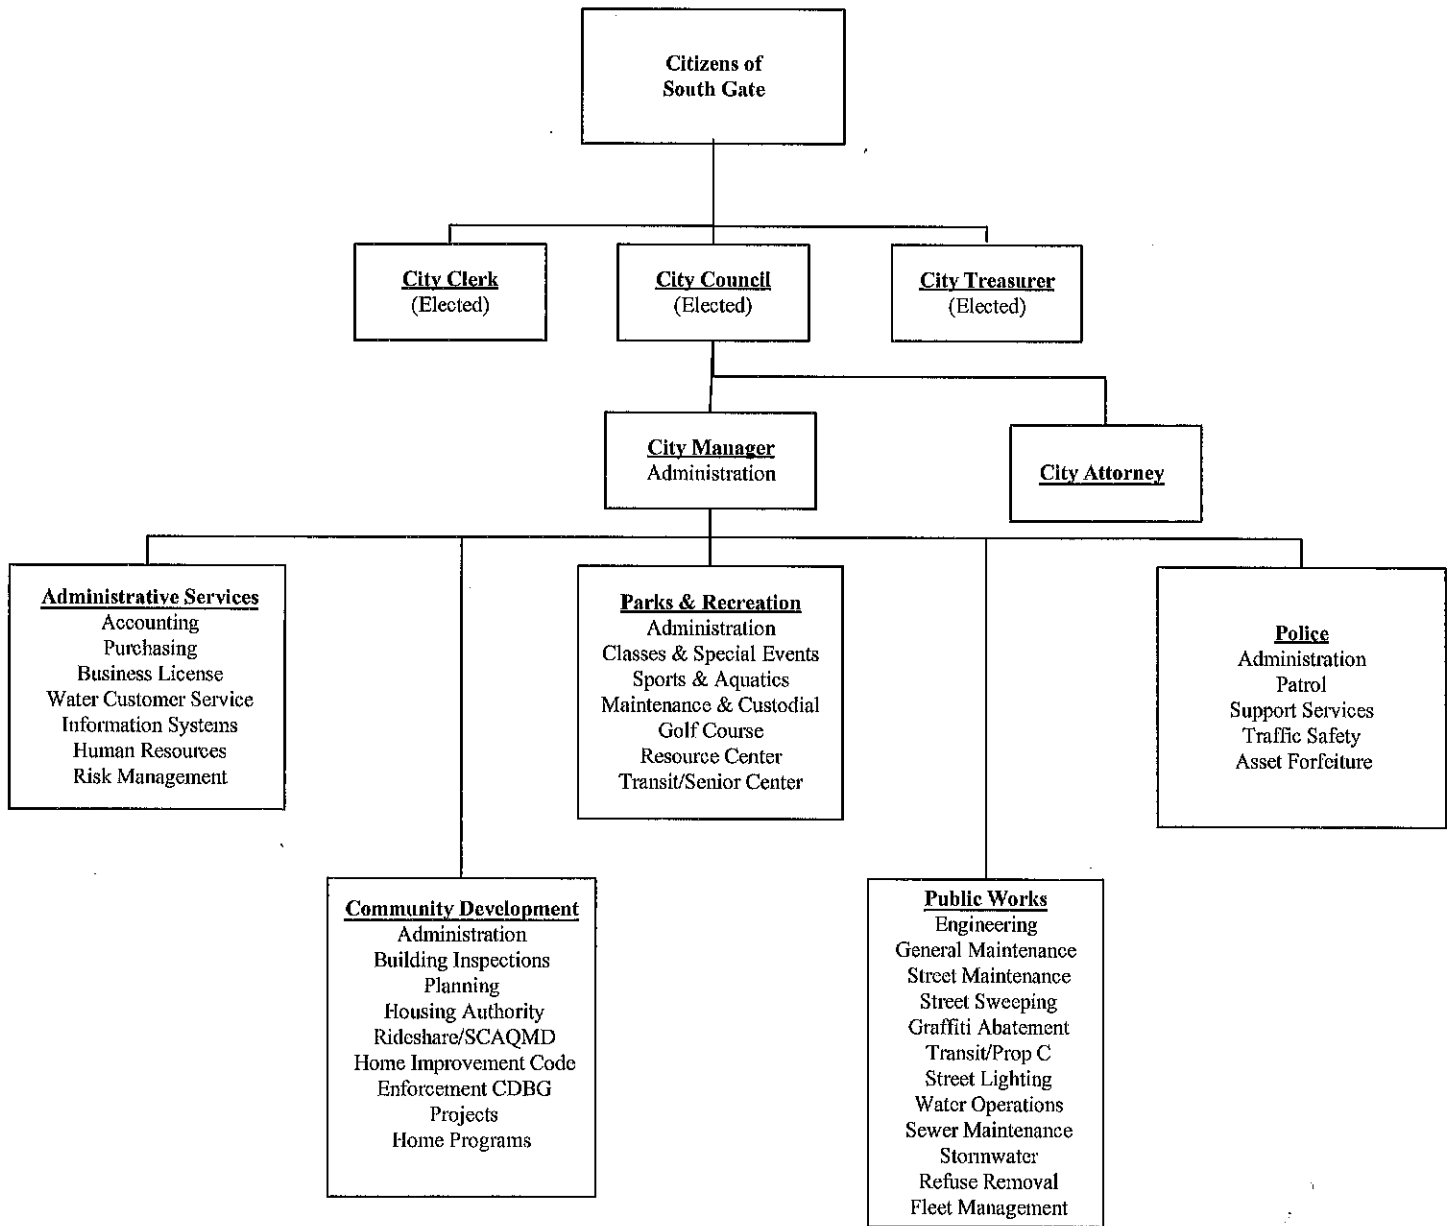 Citizens of
South Gate
City Clerk
(Elected)
City Council
(Elected)
City Treasurer
(Elected)
City Manager
Administration
City Attorney
Administrative Services
Accounting
Purchasing
Business License
Water Customer Service
Information Systems
Human Resources
Risk Management
Parks & Recreation
Administration
Classes & Special Events
Sports & Aquatics
Maintenance & Custodial
Golf Course
Resource Center
Transit/Senior Center
Police
Administration
Patrol
Support Services
Traffic Safety
Asset Forfeiture
Community Development
Administration
Building Inspections
Planning
Housing Authority
Rideshare/SCAQMD
Home Improvement Code
Enforcement CDBG
Projects
Home Programs
Public Works
Engineering
General Maintenance
Street Maintenance
Street Sweeping
Graffiti Abatement
Transit/Prop C
Street Lighting
Water Operations
Sewer Maintenance
Stormwater
Refuse Removal
Fleet Management